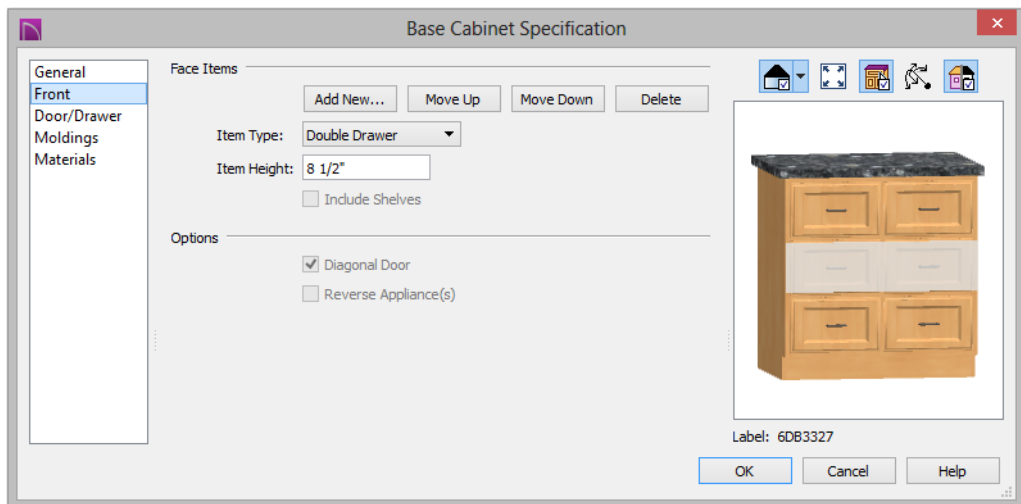 Base Cabinet Specification
General
Front
Door/Drawer
Moldings
Materials
Face Items
Add New... Move Up Move Down Delete
Item Type: Double Drawer
Item Height: 8 1/2"
Include Shelves
Options
Diagonal Door
Reverse Appliance(s)
Label: 6DB3327
OK Cancel Help